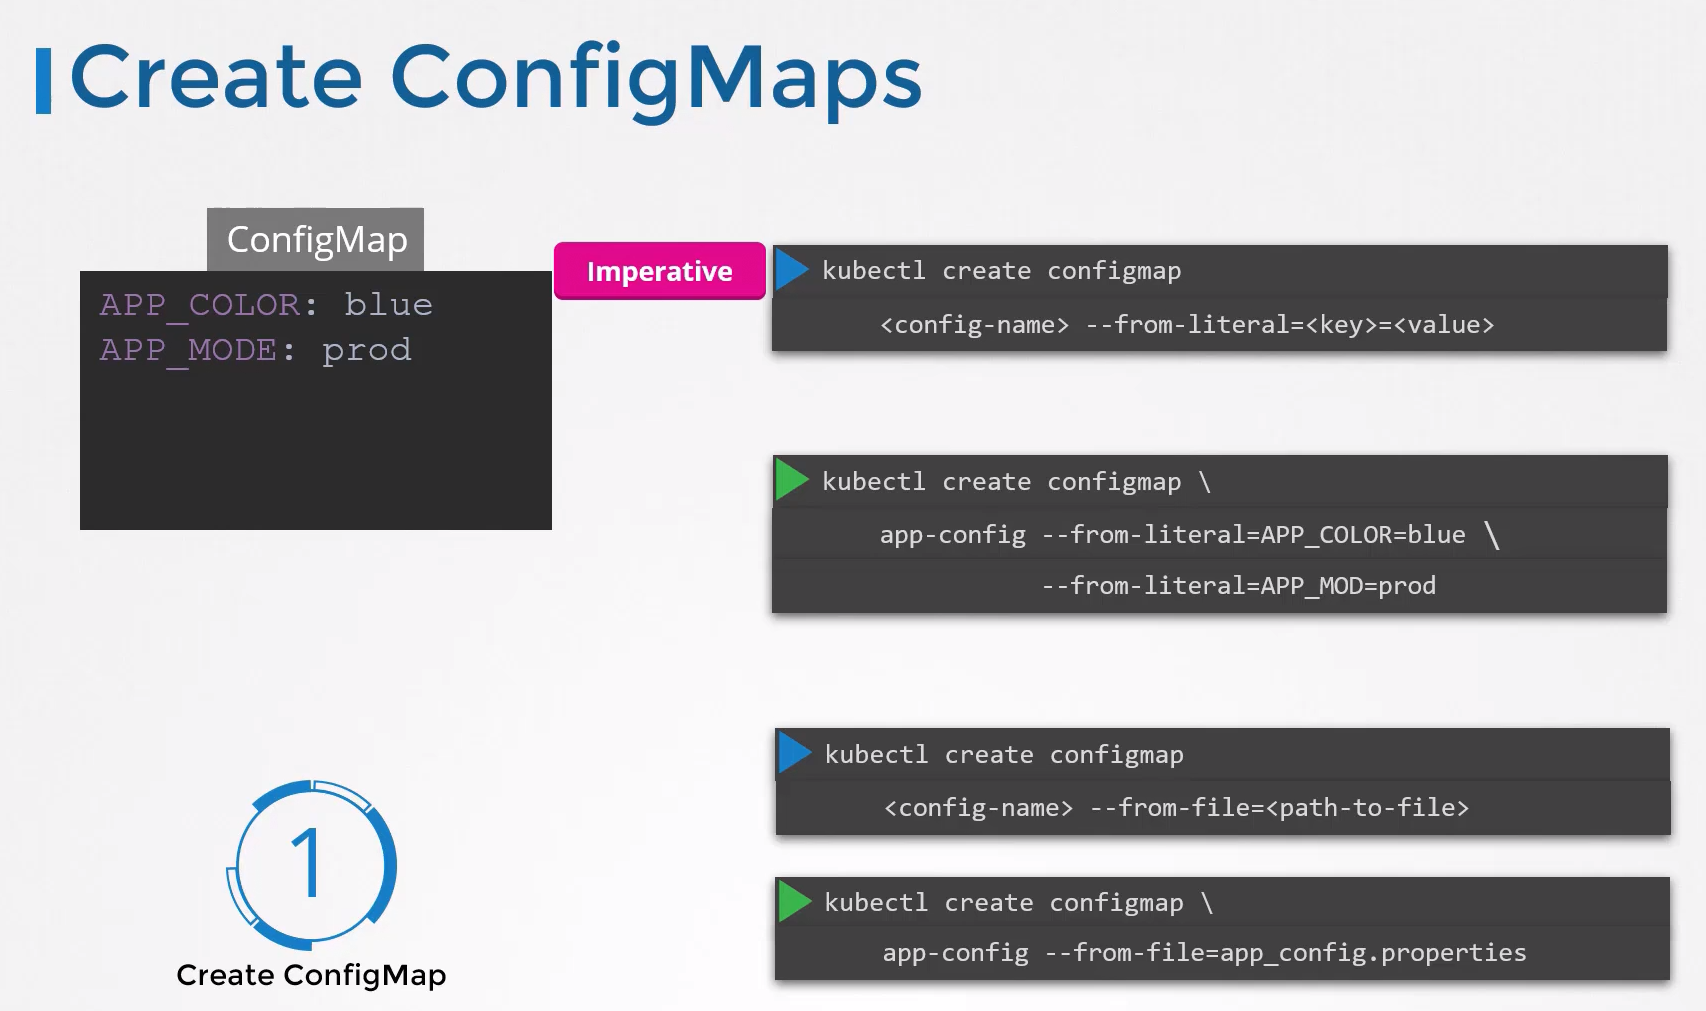 Create ConfigMaps
ConfigMap
APP_COLOR: blue
APP_MODE: prod
Imperative
kubectl create configmap
<config-name> --from-literal=<key>=<value>
kubectl create configmap \
app-config --from-literal=APP_COLOR=blue \
--from-literal=APP_MOD=prod
kubectl create configmap
<config-name> --from-file=<path-to-file>
kubectl create configmap \
app-config --from-file=app_config.properties
1
Create ConfigMap